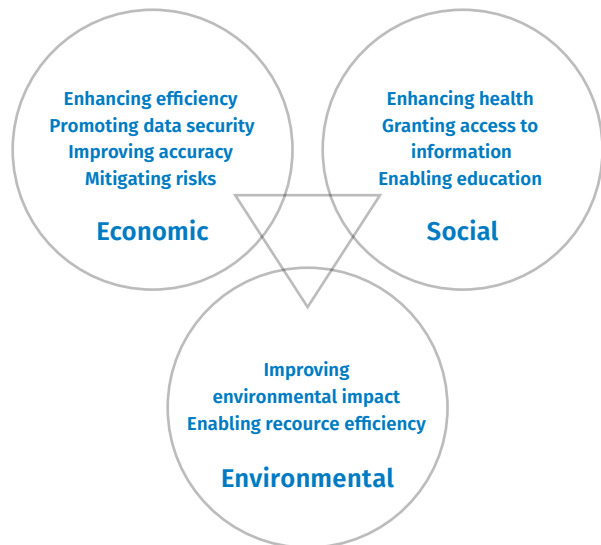 Enhancing efficiency
Promoting data security
Improving accuracy
Mitigating risks
Economic
Enhancing health
Granting access to
information
Enabling education
Social
Improving
environmental impact
Enabling recource efficiency
Environmental